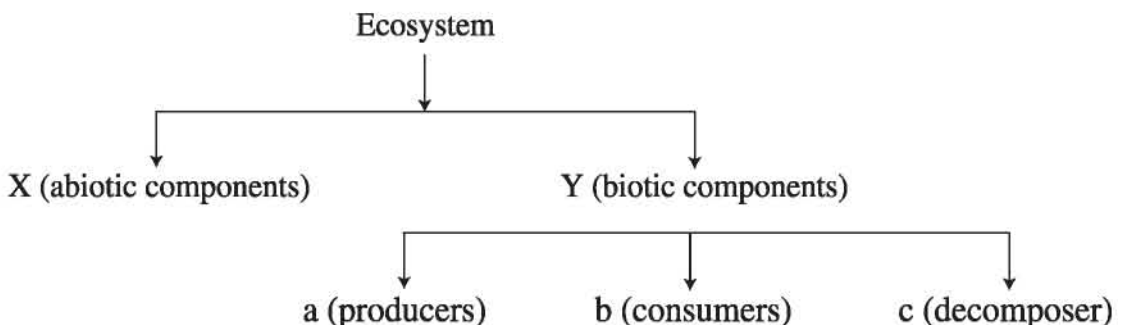 Ecosystem
X (abiotic components) Y (biotic components)
a (producers) b (consumers) c (decomposer)